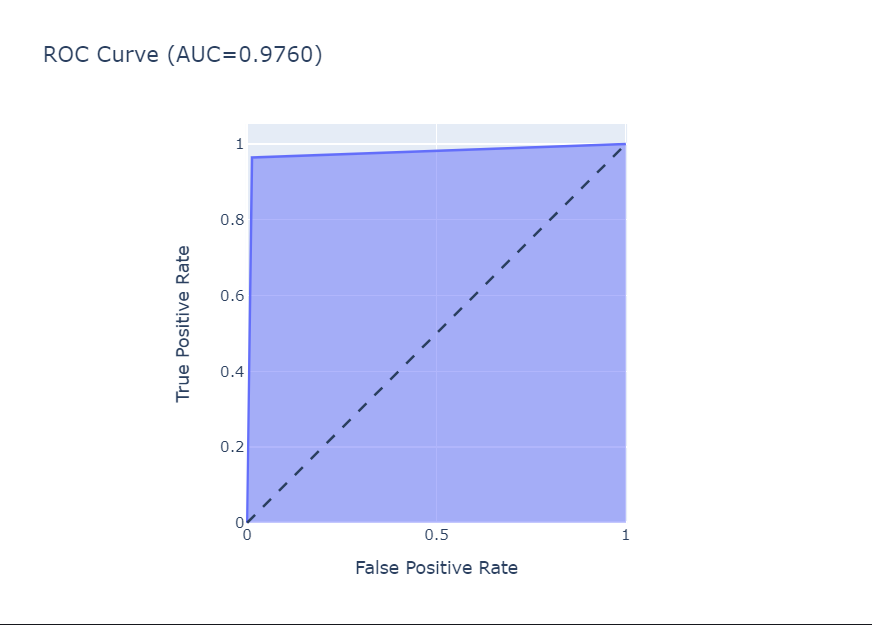 ROC Curve (AUC=0.9760)
1
0.8
0.6
0.4
0.2
0
True Positive Rate
0 0.5 1
False Positive Rate